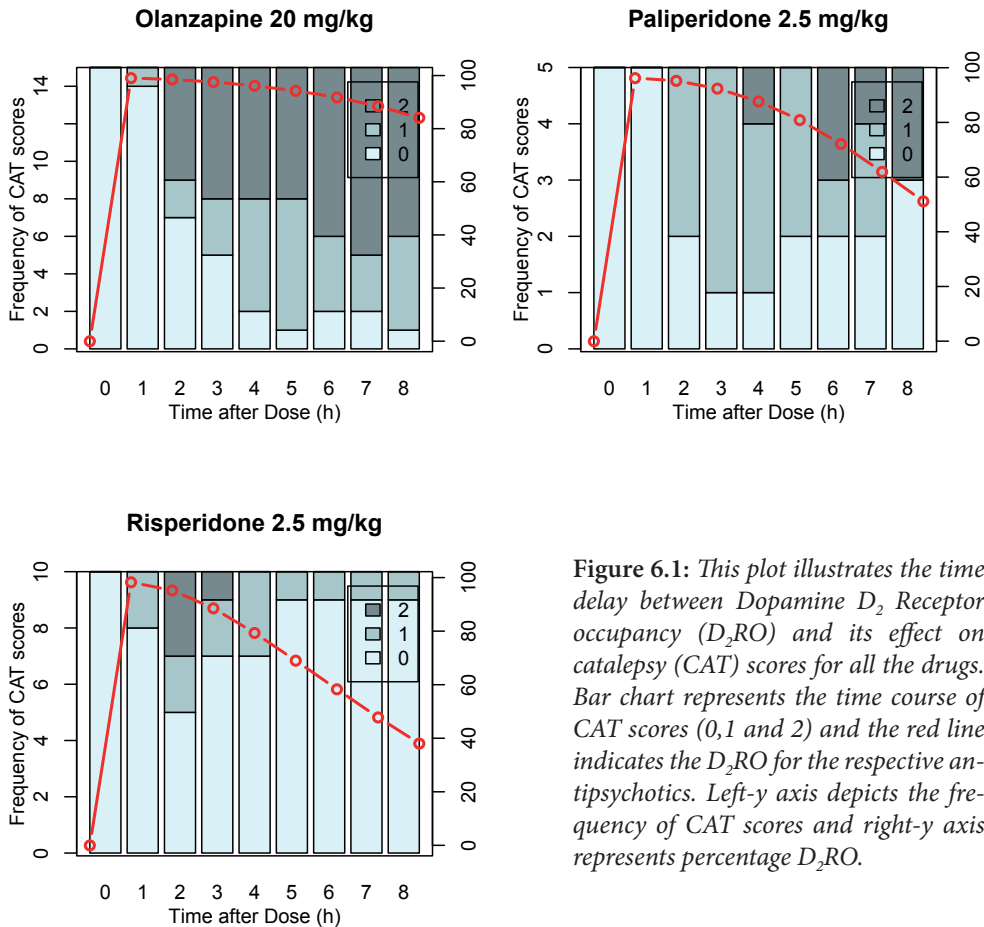 Olanzapine 20 mg/kg
Frequency of CAT scores
0 2 4 6 8 10 14
0 20 40 60 80 100
2
1
0
0 1 2 3 4 5 6 7 8
Time after Dose (h)
Paliperidone 2.5 mg/kg
Frequency of CAT scores
0 1 2 3 4 5
0 20 40 60 80 100
2
1
0
0 1 2 3 4 5 6 7 8
Time after Dose (h)
Risperidone 2.5 mg/kg
Frequency of CAT scores
0 2 4 6 8 10
0 20 40 60 80 100
2
1
0
0 1 2 3 4 5 6 7 8
Time after Dose (h)
Figure 6.1: This plot illustrates the time
delay between Dopamine D₂ Receptor
occupancy (D₂RO) and its effect on
catalepsy (CAT) scores for all the drugs.
Bar chart represents the time course of
CAT scores (0,1 and 2) and the red line
indicates the D₂RO for the respective an-
tipsychotics. Left-y axis depicts the fre-
quency of CAT scores and right-y axis
represents percentage D₂RO.